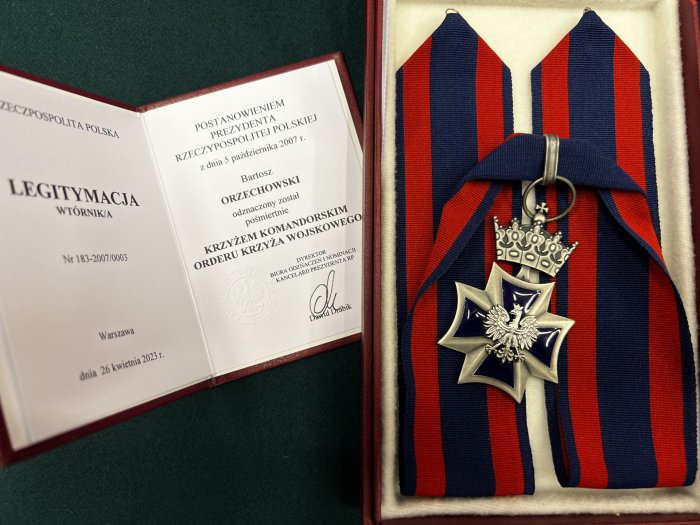 RZECZPOSPOLITA POLSKA
LEGITYMACJA
WTÓRNIK/A
Nr 183-2007/0003
Warszawa
dnia 26 kwietnia 2023 r.
POSTANOWIENIEM
PREZYDENTA
RZECZYPOSPOLITEJ POLSKIEJ
z dnia 5 października 2007 r.
Bartosz
ORZECHOWSKI
odznaczony został
pośmiertnie
KRZYŻEM KOMANDORSKIM
ORDERU KRZYŻA WOJSKOWEGO
DYREKTOR
BIURA ODZNACZEŃ I NOMINACJI
KANCELARII PREZYDENTA RP
Dawid Drabik